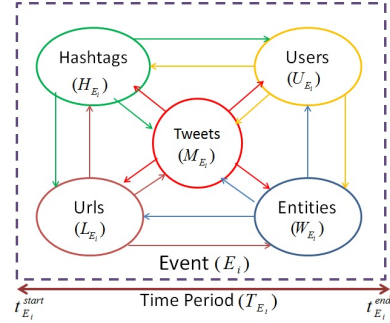 Hashtags
(H_{E_i})
Users
(U_{E_i})
Tweets
(M_{E_i})
Urls
(L_{E_i})
Entities
(W_{E_i})
Event (E_i)
t_{E_i}^{start}
Time Period (T_{E_i})
t_{E_i}^{end}